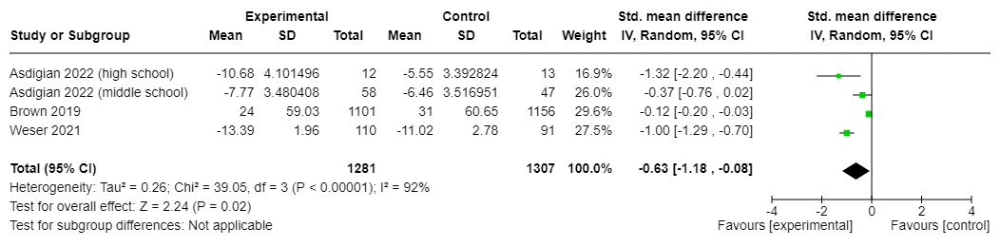 Experimental Control Std. mean difference Std. mean difference
Study or Subgroup Mean SD Total Mean SD Total Weight IV, Random, 95% CI IV, Random, 95% CI
Asdigian 2022 (high school) -10.68 4.101496 12 -5.55 3.392824 13 16.9% -1.32 [-2.20 , -0.44]
Asdigian 2022 (middle school) -7.77 3.480408 58 -6.46 3.516951 47 26.0% -0.37 [-0.76 , 0.02]
Brown 2019 24 59.03 1101 31 60.65 1156 29.6% -0.12 [-0.20 , -0.03]
Weser 2021 -13.39 1.96 110 -11.02 2.78 91 27.5% -1.00 [-1.29 , -0.70]
Total (95% CI) 1281 1307 100.0% -0.63 [-1.18 , -0.08]
Heterogeneity: Tau² = 0.26; Chi² = 39.05, df = 3 (P < 0.00001); I² = 92%
Test for overall effect: Z = 2.24 (P = 0.02) -4 -2 0 2 4
Test for subgroup differences: Not applicable Favours [experimental] Favours [control]